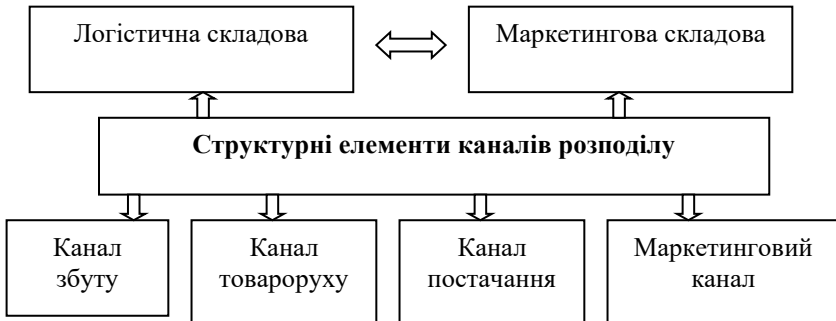 Логістична складова
Маркетингова складова
Структурні елементи каналів розподілу
Канал
збуту
Канал
товароруху
Канал
постачання
Маркетинговий
канал